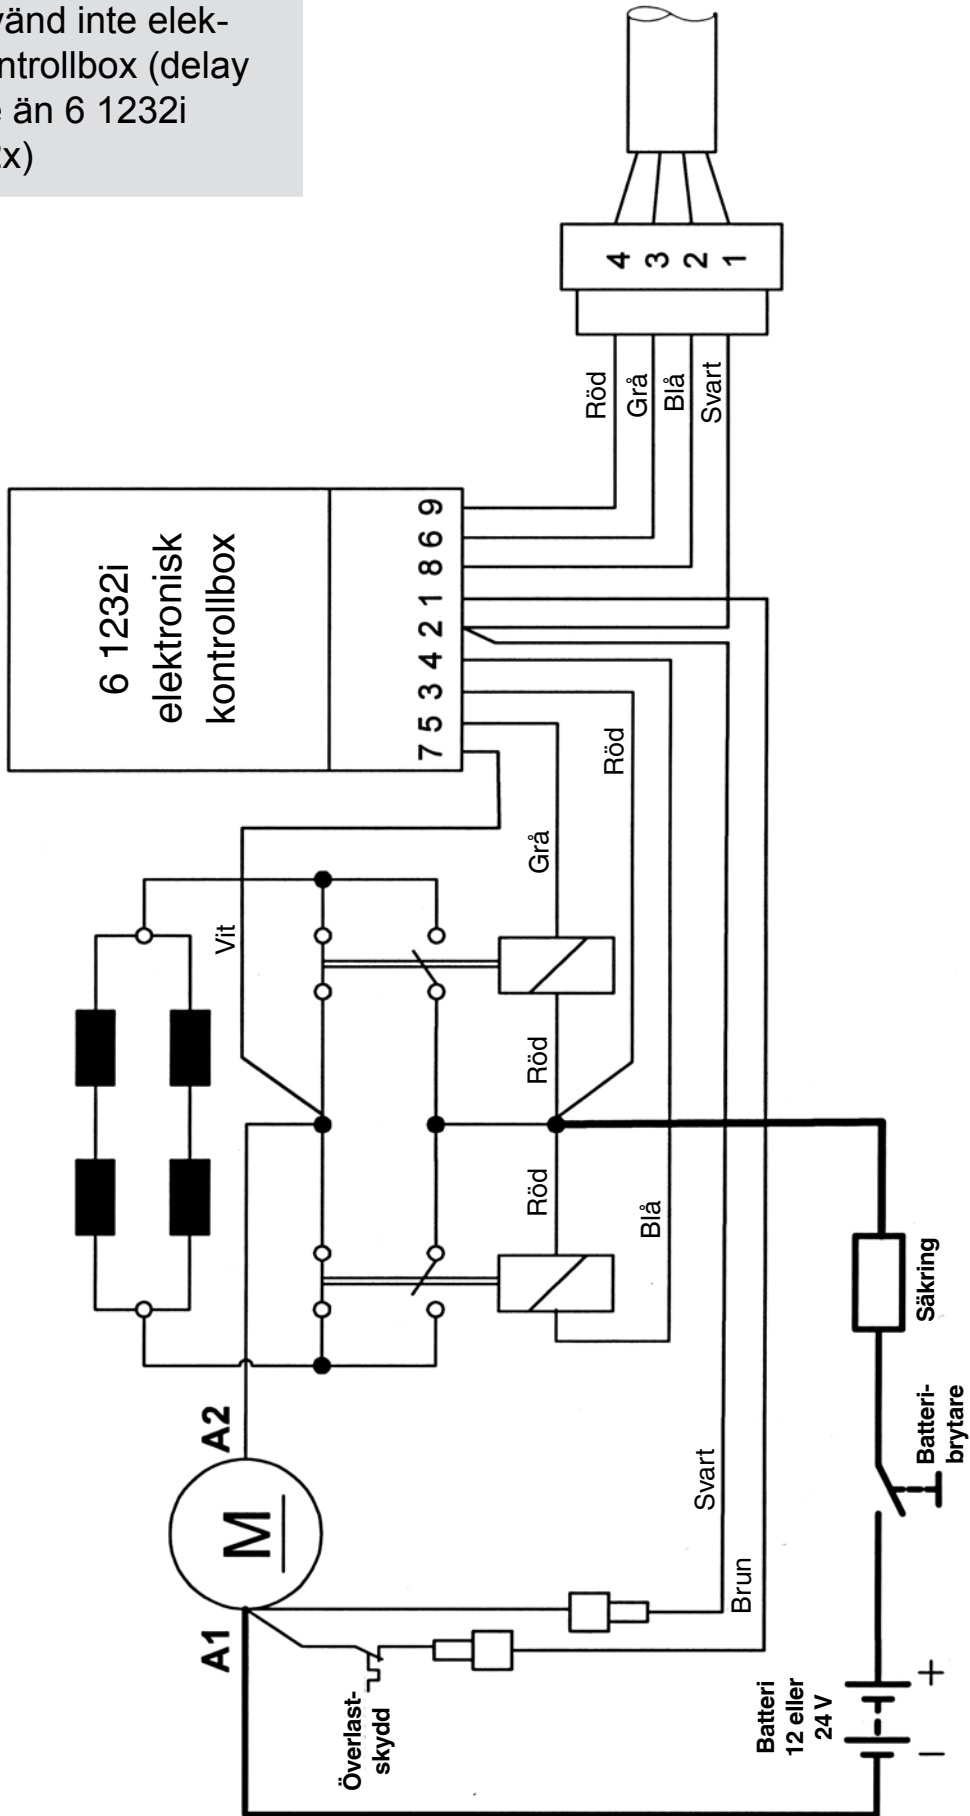 vänd inte elek-
ntrollbox (delay
e än 6 1232i
x)
4
3
2
1
Röd
Grå
Blå
Svart
6 1232i
elektronisk
kontrollbox
7 5 3 4 2 1 8 6 9
Vit
Grå
Röd
Röd
Röd
Blå
A2
M
A1
Svart
Brun
Överlast-
skydd
Säkring
Batteri-
brytare
Batteri
12 eller
24 V
+
–